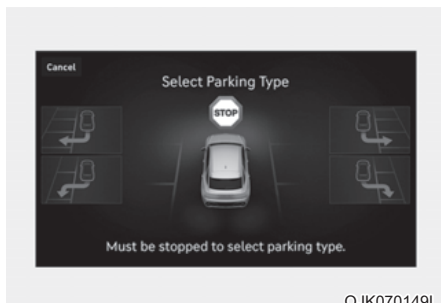 Cancel
Select Parking Type
STOP
Must be stopped to select parking type.
OJK070149L